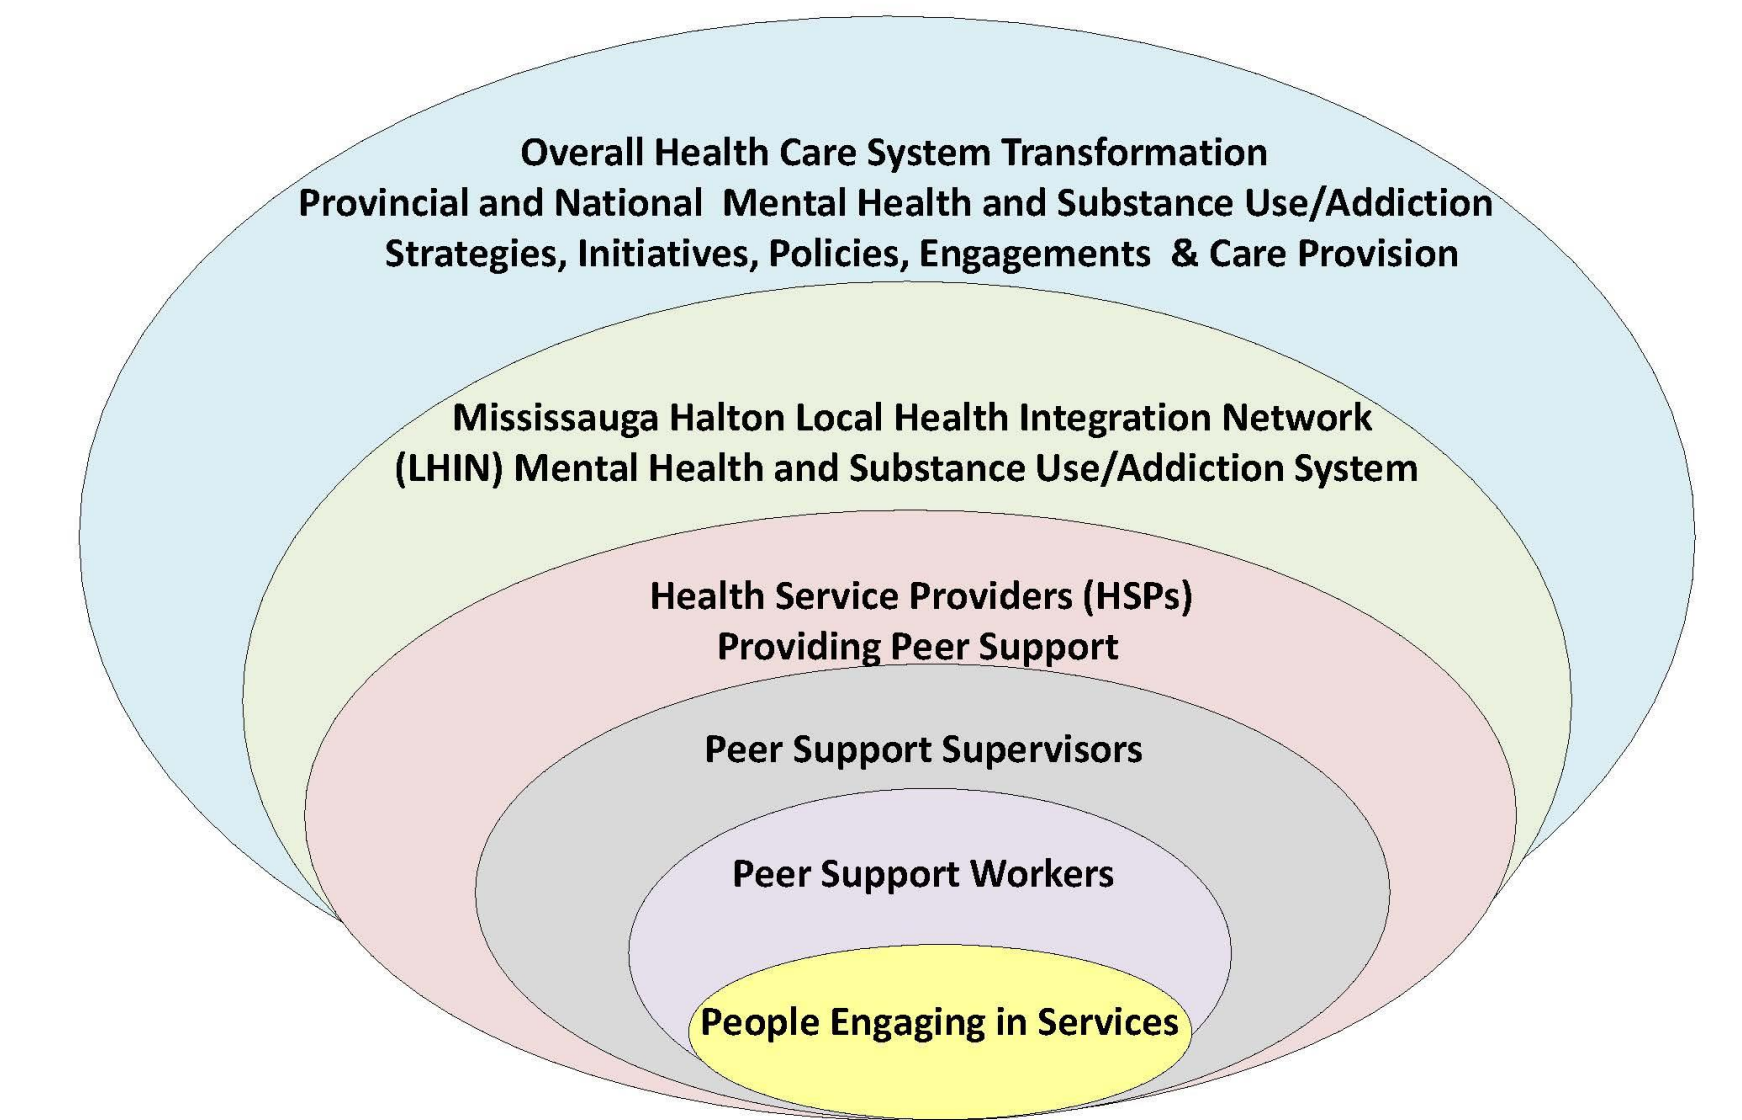 Overall Health Care System Transformation
Provincial and National Mental Health and Substance Use/Addiction
Strategies, Initiatives, Policies, Engagements & Care Provision
Mississauga Halton Local Health Integration Network
(LHIN) Mental Health and Substance Use/Addiction System
Health Service Providers (HSPs)
Providing Peer Support
Peer Support Supervisors
Peer Support Workers
People Engaging in Services